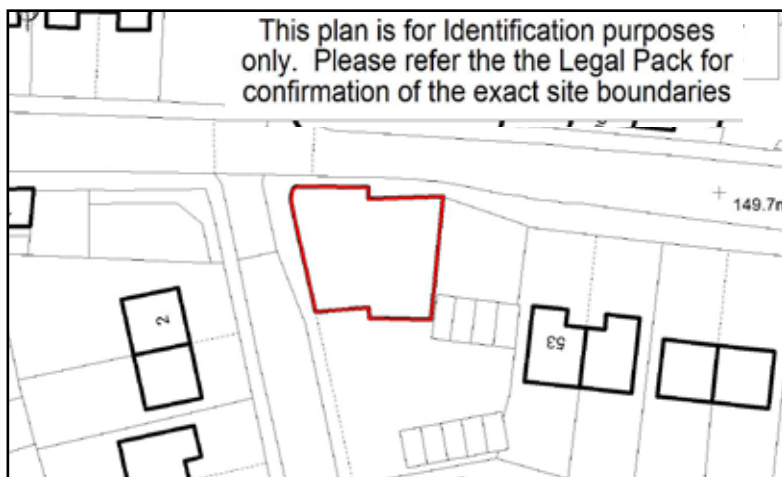 This plan is for Identification purposes
only. Please refer the the Legal Pack for
confirmation of the exact site boundaries
149.7m
2
53